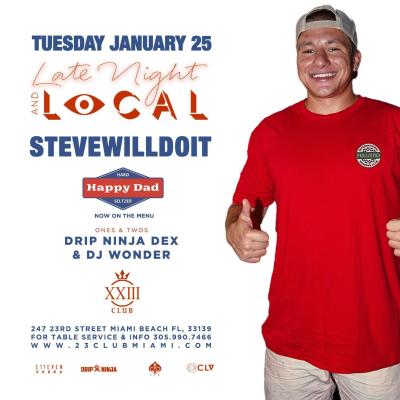 TUESDAY JANUARY 25
Late Night
AND LOCAL
STEVEWILLDOIT
HARD
Happy Dad
SELTZER
NOW ON THE MENU
ONES & TWOS
DRIP NINJA DEX
& DJ WONDER
XXIII
CLUB
247 23RD STREET MIAMI BEACH FL, 33139
FOR TABLE SERVICE & INFO 305.990.7466
WWW.23CLUBMIAMI.COM
DRIP NINJA
VODKA